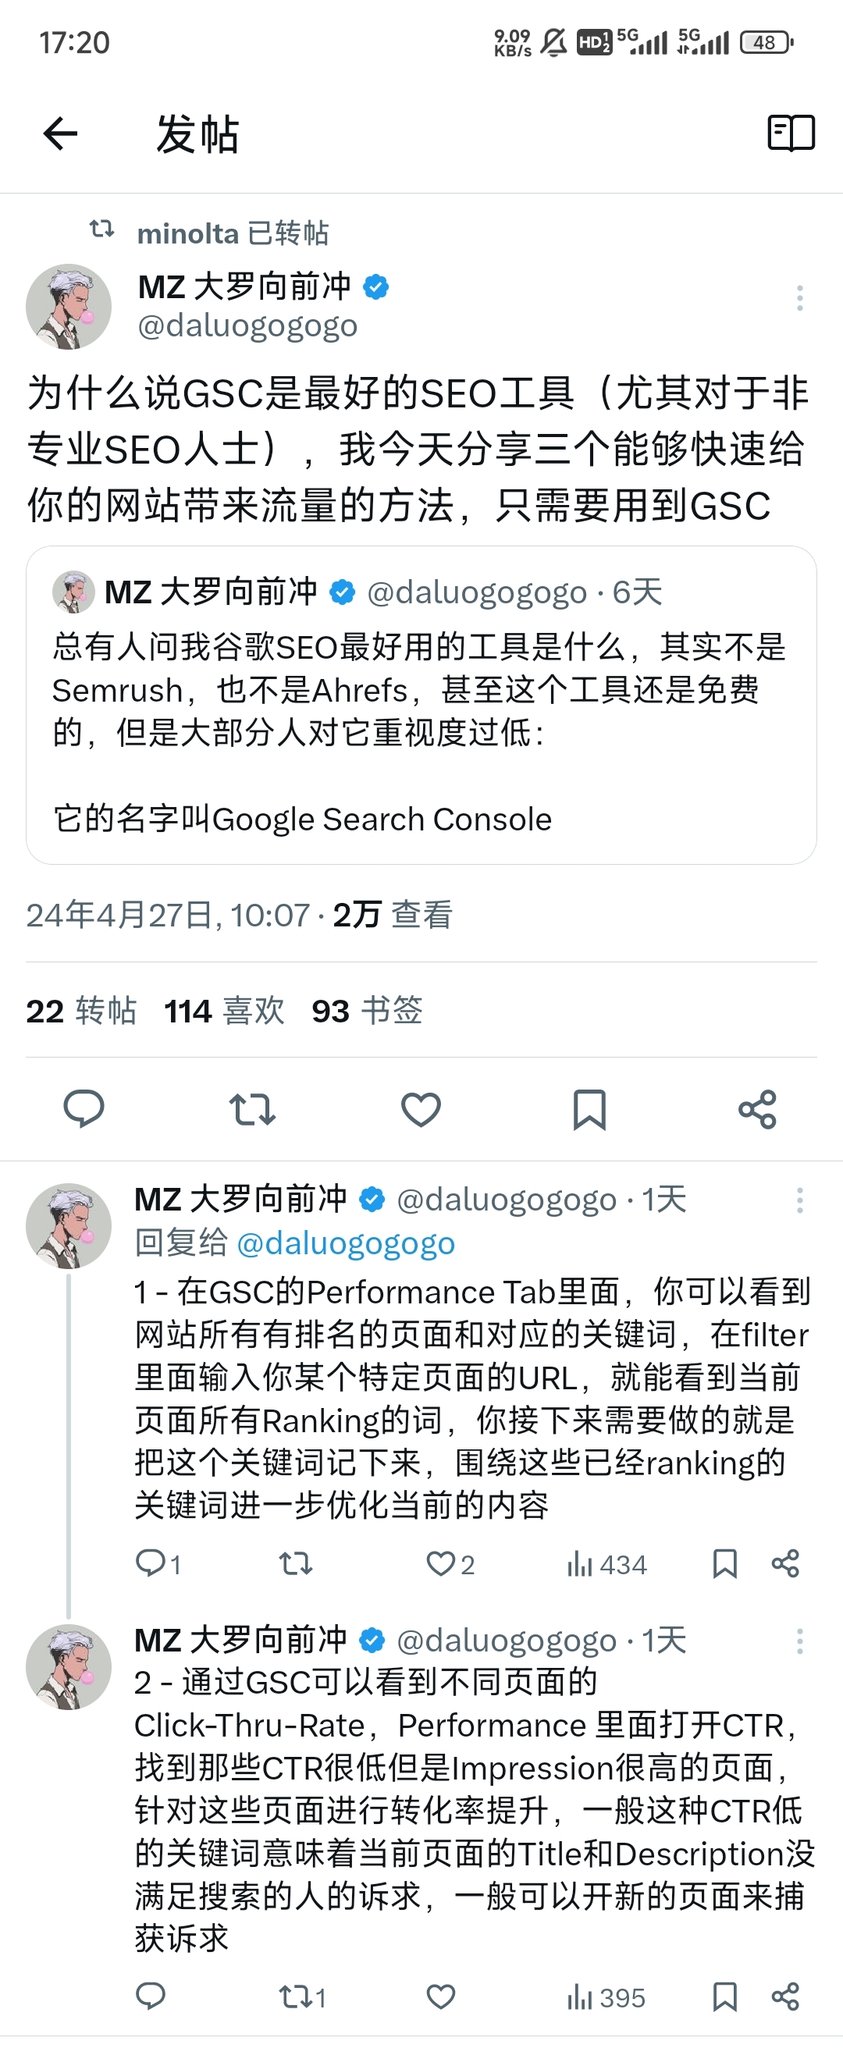 17:20
9.09 KB/s HD 1 2 5G 5G 48
发帖
minolta 已转帖
MZ 大罗向前冲
@daluogogogo
为什么说GSC是最好的SEO工具（尤其对于非
专业SEO人士），我今天分享三个能够快速给
你的网站带来流量的方法，只需要用到GSC
MZ 大罗向前冲 @daluogogogo · 6天
总有人问我谷歌SEO最好用的工具是什么，其实不是
Semrush，也不是Ahrefs，甚至这个工具还是免费
的，但是大部分人对它重视度过低：
它的名字叫Google Search Console
24年4月27日, 10:07 · 2万 查看
22 转帖 114 喜欢 93 书签
MZ 大罗向前冲 @daluogogogo · 1天
回复给 @daluogogogo
1 - 在GSC的Performance Tab里面，你可以看到
网站所有有排名的页面和对应的关键词，在filter
里面输入你某个特定页面的URL，就能看到当前
页面所有Ranking的词，你接下来需要做的就是
把这个关键词记下来，围绕这些已经ranking的
关键词进一步优化当前的内容
1 2 434
MZ 大罗向前冲 @daluogogogo · 1天
2 - 通过GSC可以看到不同页面的
Click-Thru-Rate，Performance 里面打开CTR，
找到那些CTR很低但是Impression很高的页面，
针对这些页面进行转化率提升，一般这种CTR低
的关键词意味着当前页面的Title和Description没
满足搜索的人的诉求，一般可以开新的页面来捕
获诉求
1 395